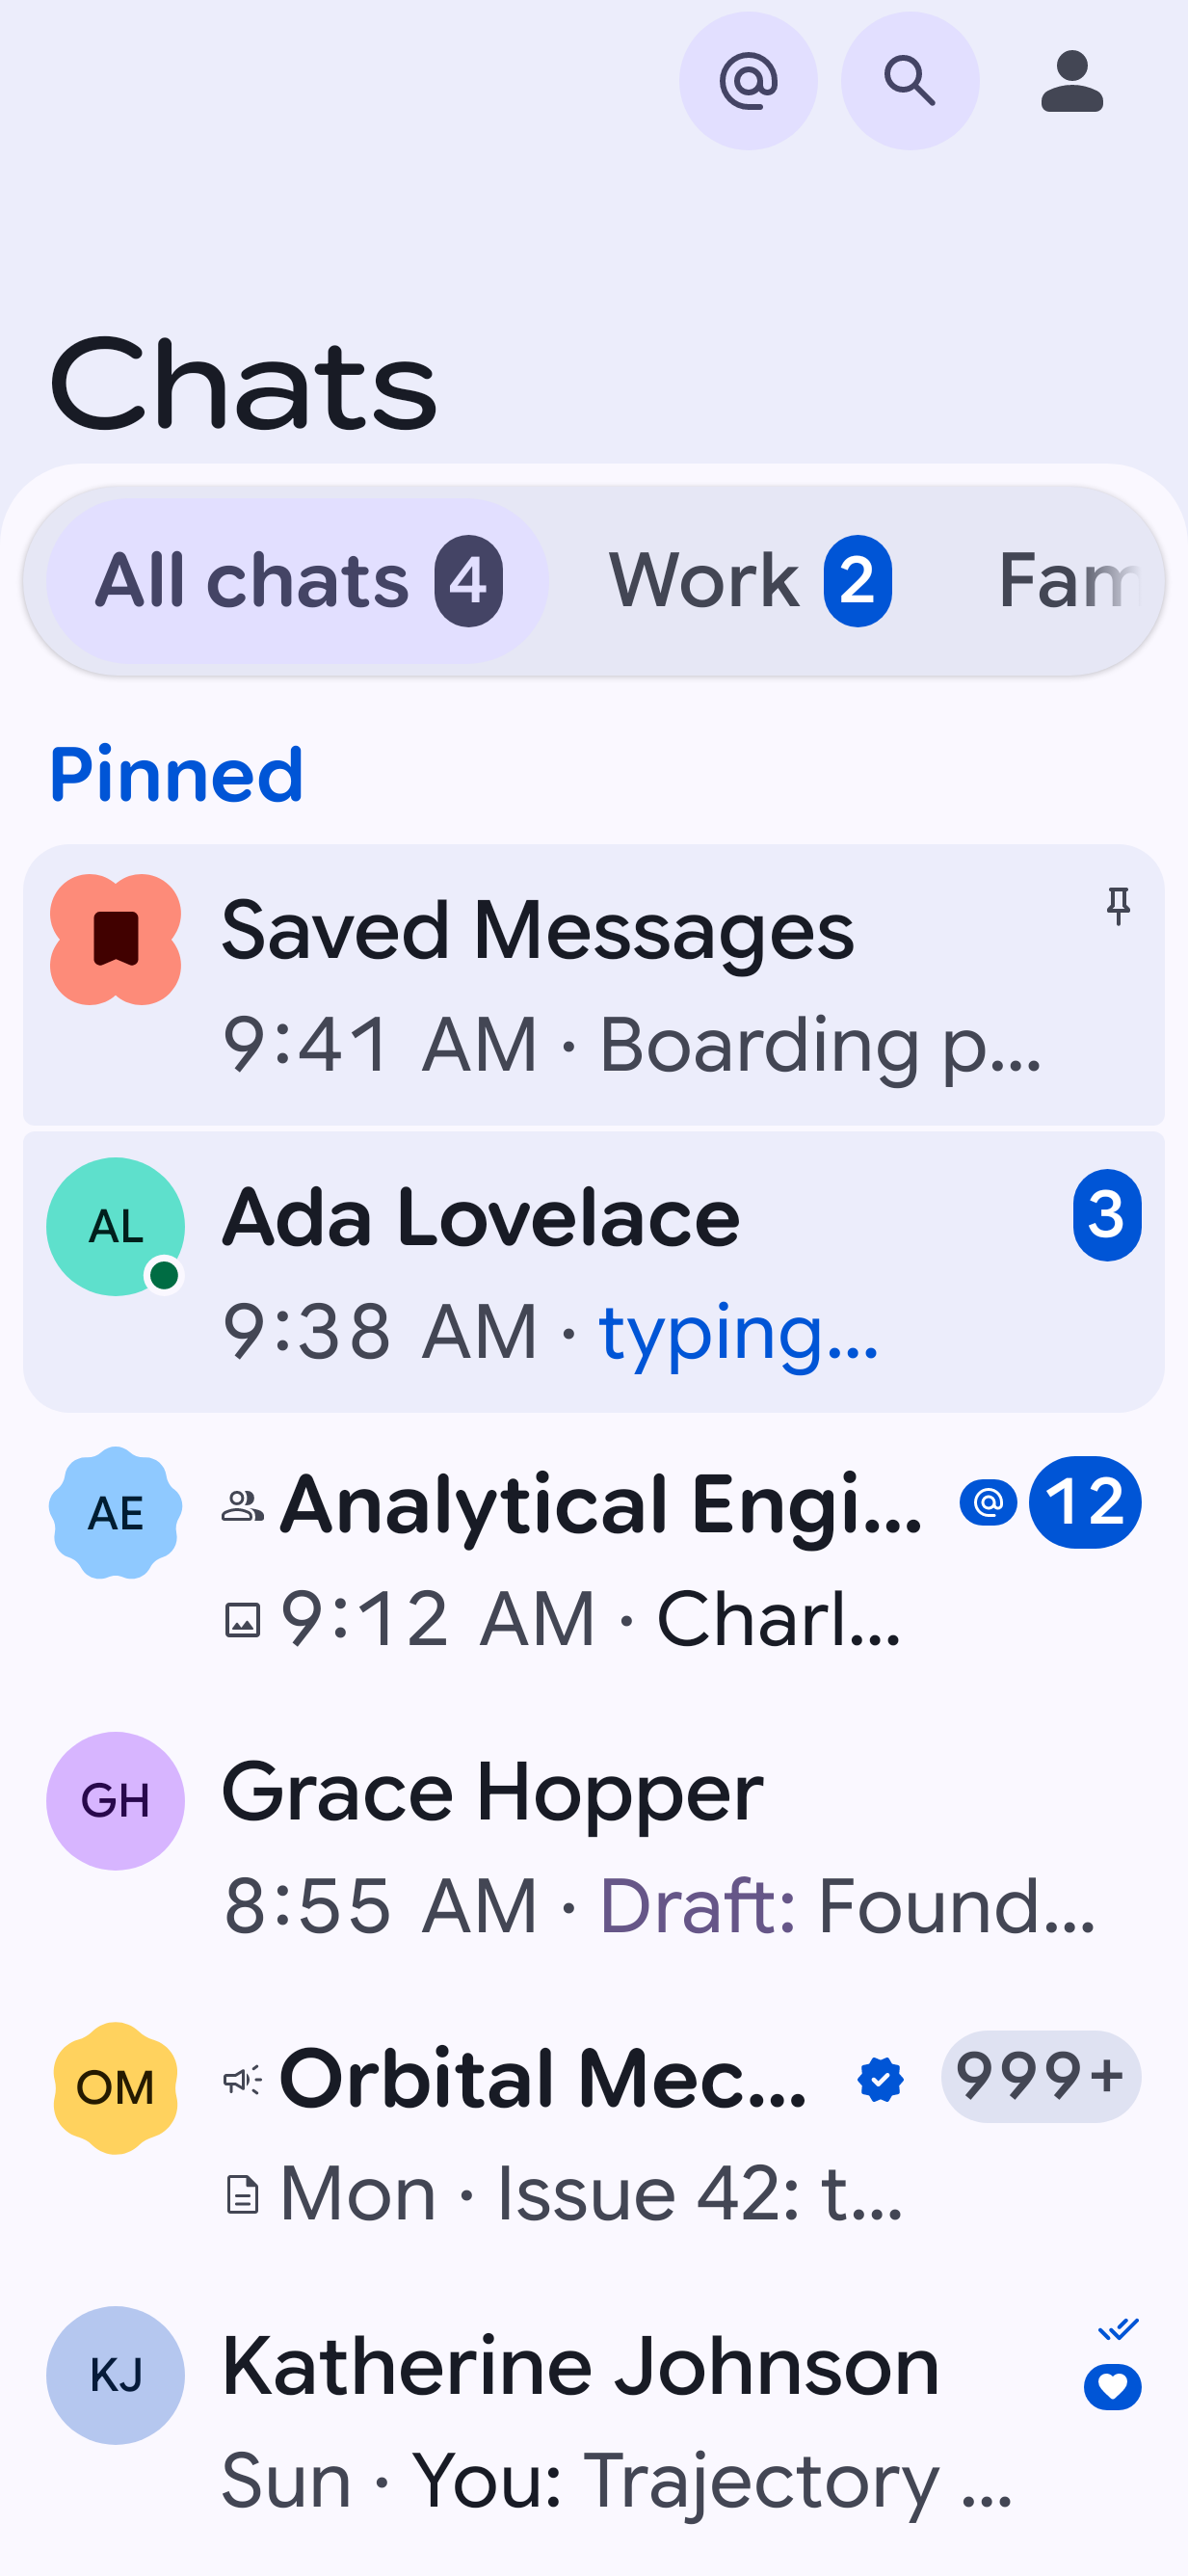 Chats
All chats 4 Work 2 Fam
Pinned
Saved Messages
9:41 AM · Boarding p...
AL Ada Lovelace 3
9:38 AM · typing...
AE Analytical Engi... 12
9:12 AM · Charl...
GH Grace Hopper
8:55 AM · Draft: Found...
OM Orbital Mec... 999+
Mon · Issue 42: t...
KJ Katherine Johnson
Sun · You: Trajectory ...